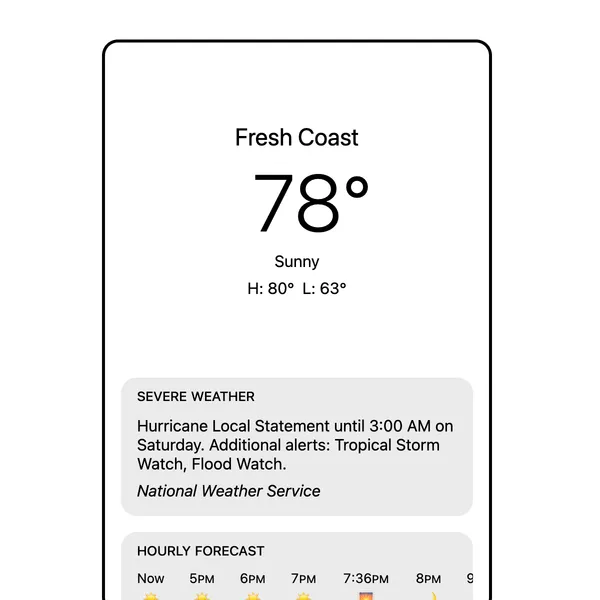 Fresh Coast
78°
Sunny
H: 80° L: 63°
SEVERE WEATHER
Hurricane Local Statement until 3:00 AM on
Saturday. Additional alerts: Tropical Storm
Watch, Flood Watch.
National Weather Service
HOURLY FORECAST
Now 5PM 6PM 7PM 7:36PM 8PM 9